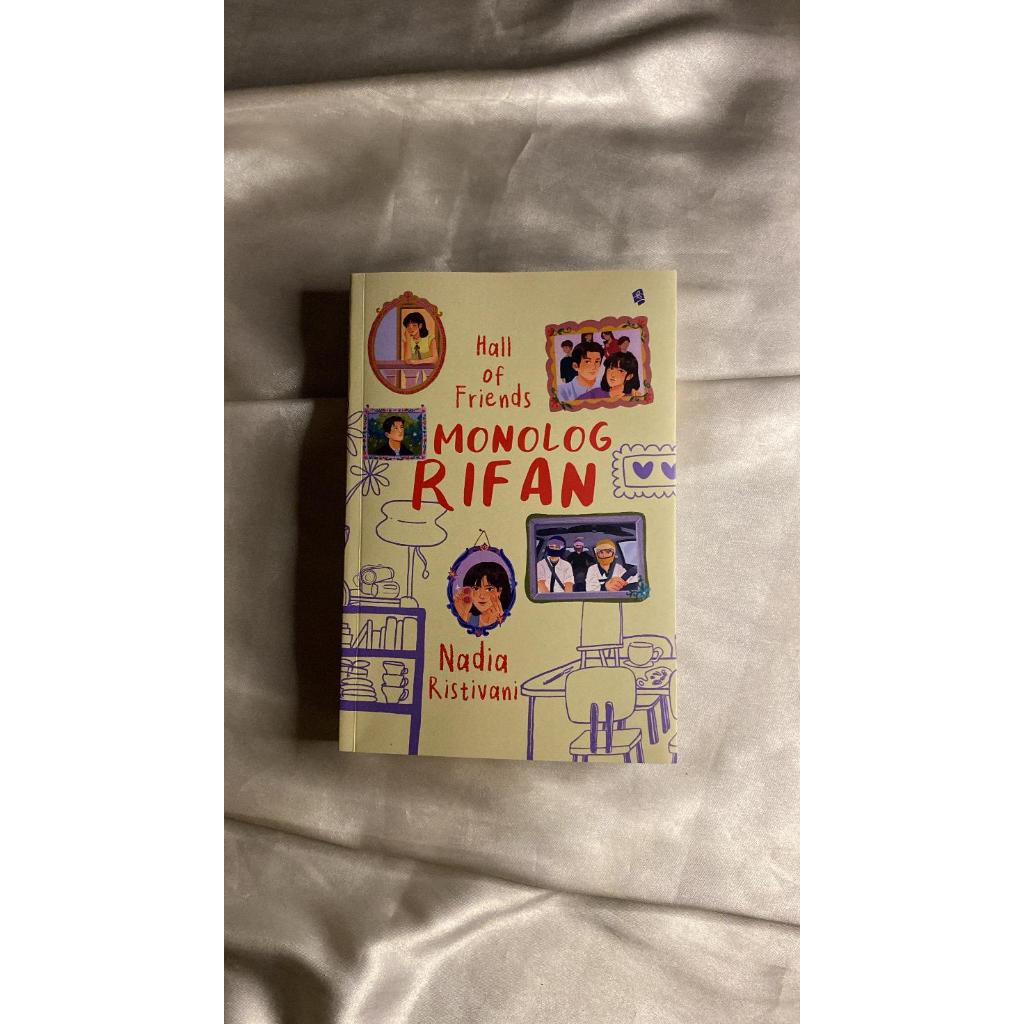 Hall
of
Friends
MONOLOG
RIFAN
Nadia
Ristivani